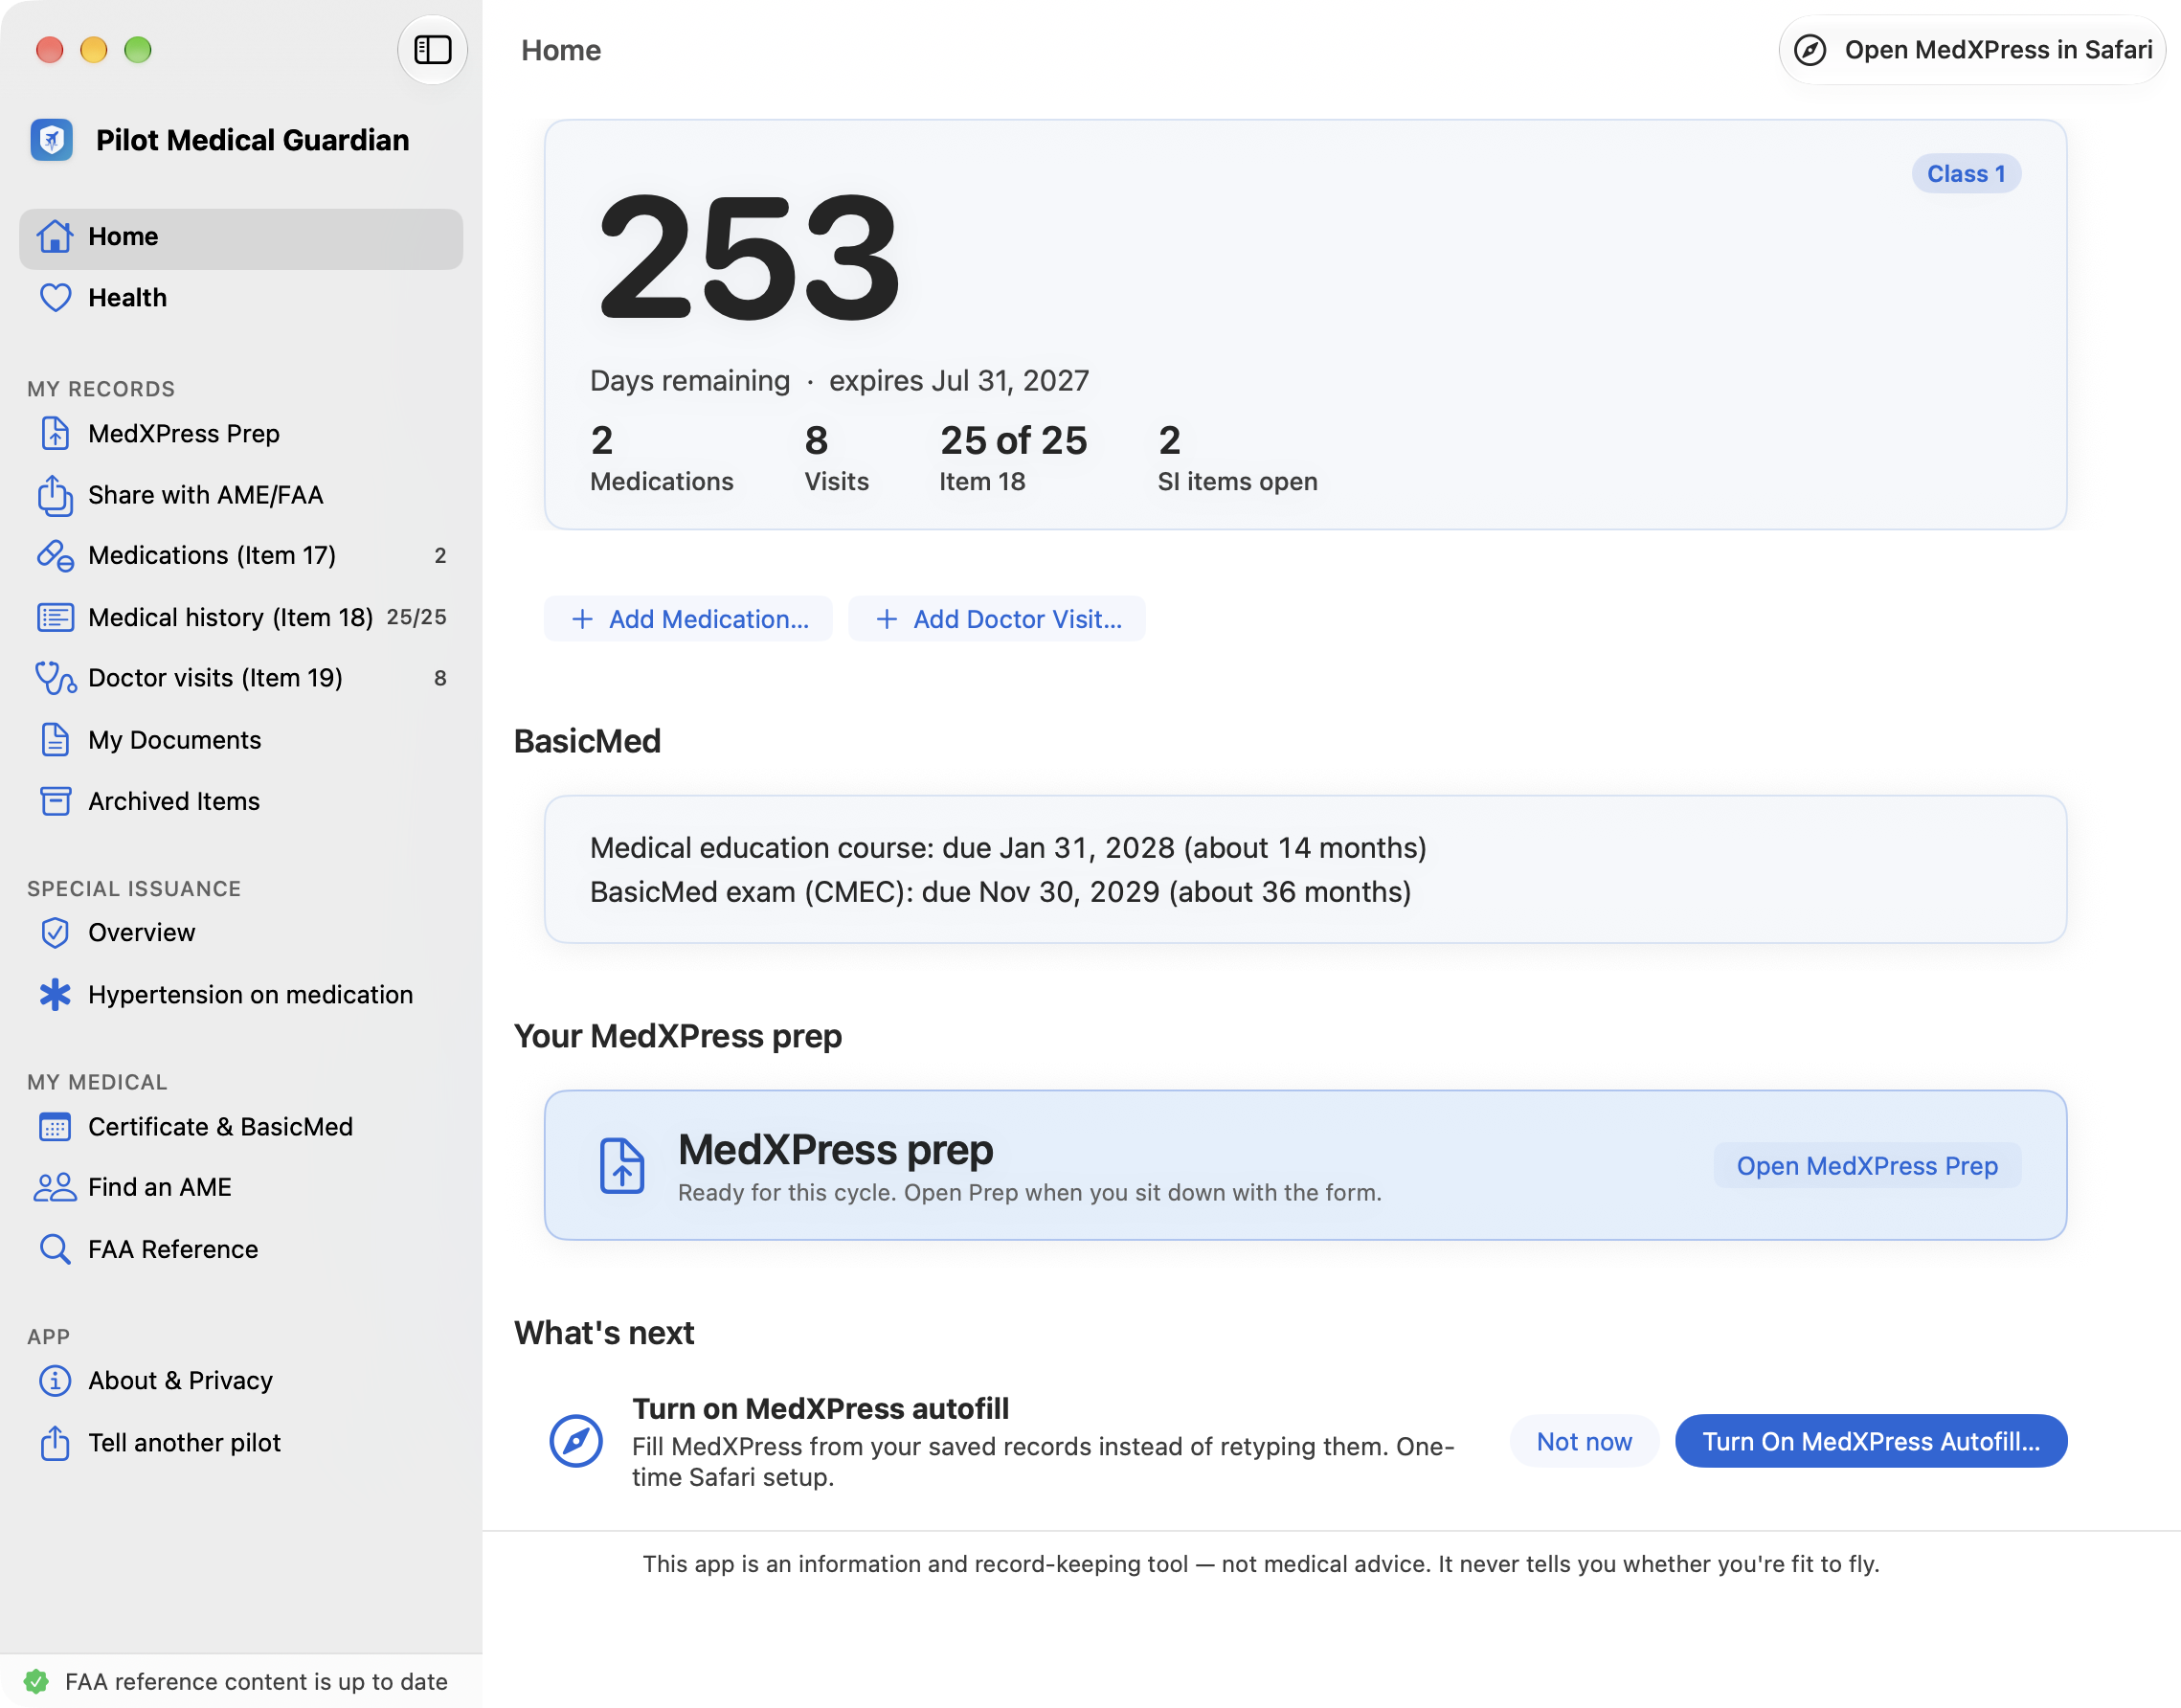 Pilot Medical Guardian
Home
Health
MY RECORDS
MedXPress Prep
Share with AME/FAA
Medications (Item 17) 2
Medical history (Item 18) 25/25
Doctor visits (Item 19) 8
My Documents
Archived Items
SPECIAL ISSUANCE
Overview
Hypertension on medication
MY MEDICAL
Certificate & BasicMed
Find an AME
FAA Reference
APP
About & Privacy
Tell another pilot
FAA reference content is up to date
Home
Open MedXPress in Safari
Class 1
253
Days remaining · expires Jul 31, 2027
2 8 25 of 25 2
Medications Visits Item 18 SI items open
Add Medication... Add Doctor Visit...
BasicMed
Medical education course: due Jan 31, 2028 (about 14 months)
BasicMed exam (CMEC): due Nov 30, 2029 (about 36 months)
Your MedXPress prep
MedXPress prep
Ready for this cycle. Open Prep when you sit down with the form.
Open MedXPress Prep
What's next
Turn on MedXPress autofill
Fill MedXPress from your saved records instead of retyping them. One-
time Safari setup.
Not now
Turn On MedXPress Autofill...
This app is an information and record-keeping tool — not medical advice. It never tells you whether you're fit to fly.